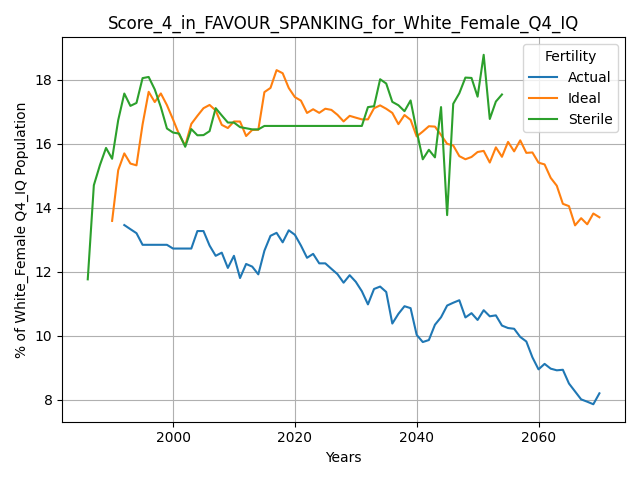 Score_4_in_FAVOUR_SPANKING_for_White_Female_Q4_IQ
% of White_Female Q4_IQ Population
18
16
14
12
10
8
Fertility
Actual
Ideal
Sterile
2000 2020 2040 2060
Years